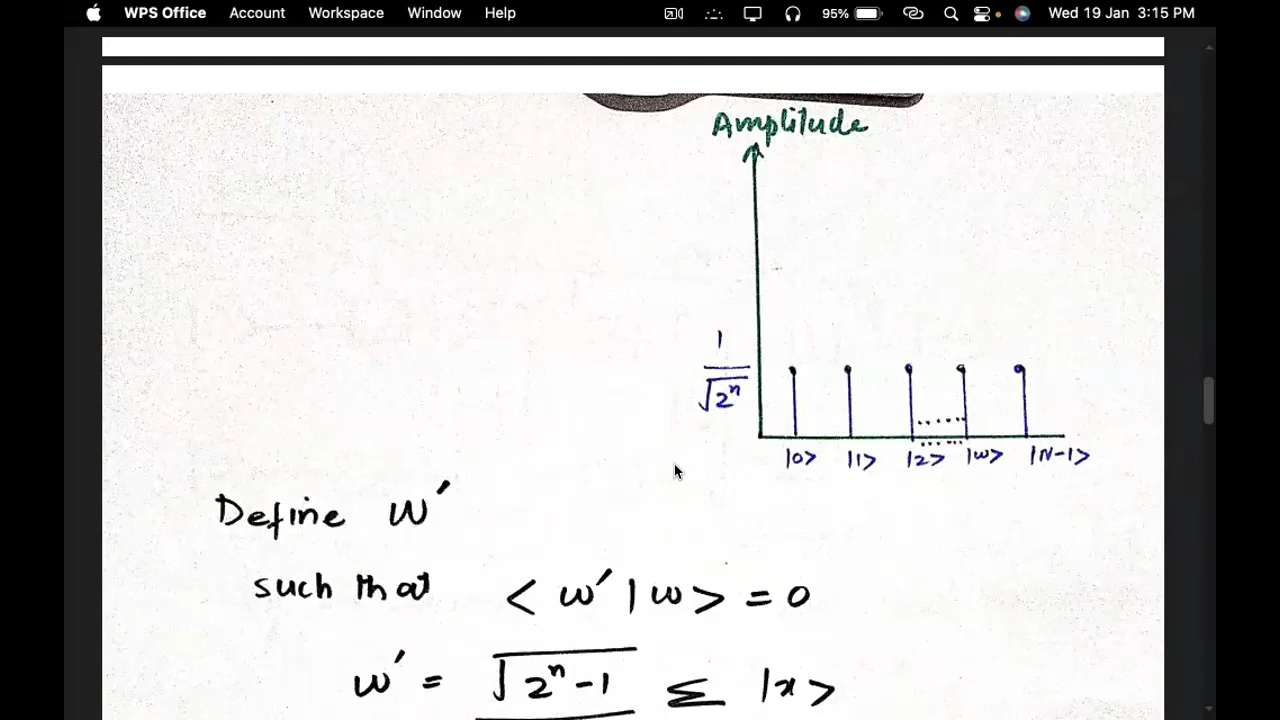 WPS Office Account Workspace Window Help 95% Wed 19 Jan 3:15 PM
Amplitude
1
√2ⁿ
|0> |1> |2> |w> |N-1>
Define W′
such that < w′ | w > = 0
w′ = √2ⁿ-1 Σ |x>